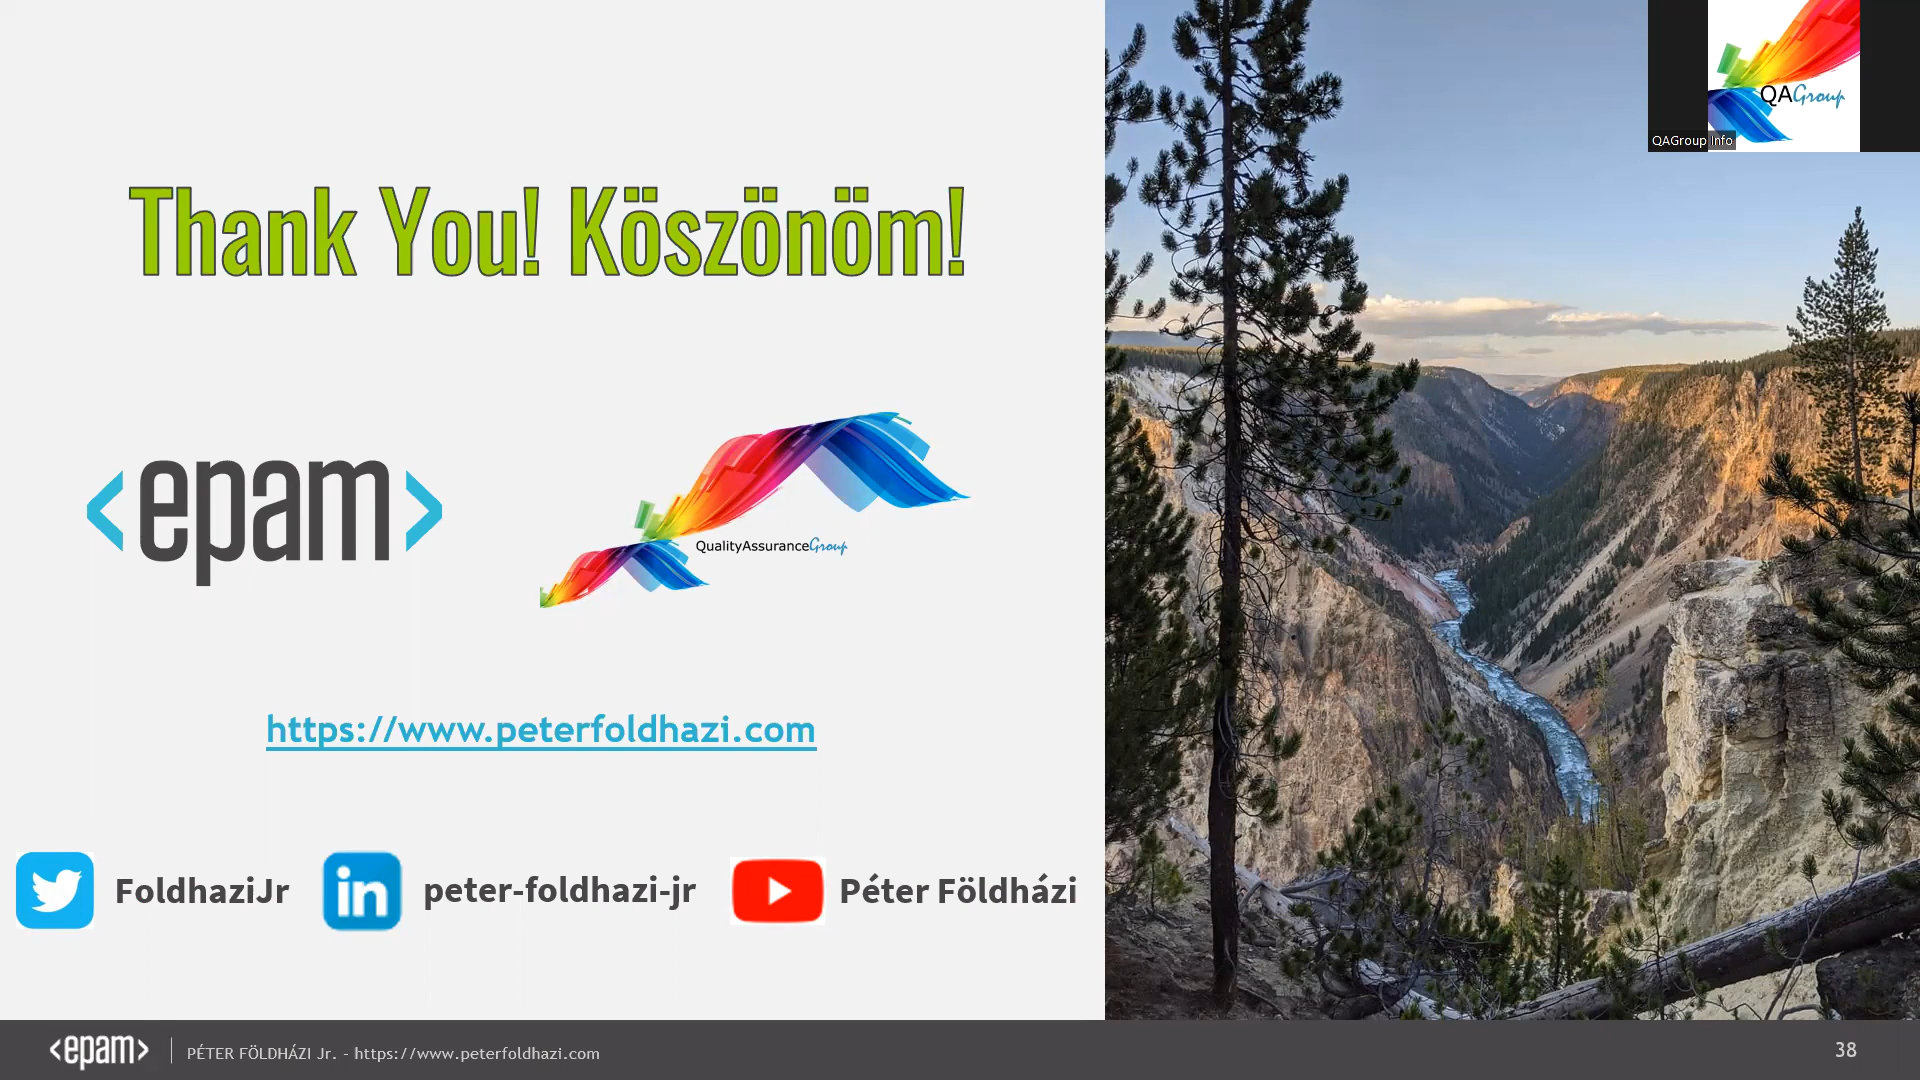 QAGroup
QAGroup Info
Thank You! Köszönöm!
<epam>
QualityAssuranceGroup
https://www.peterfoldhazi.com
FoldhaziJr
in peter-foldhazi-jr
Péter Földházi
<epam> | PÉTER FÖLDHÁZI Jr. - https://www.peterfoldhazi.com
38